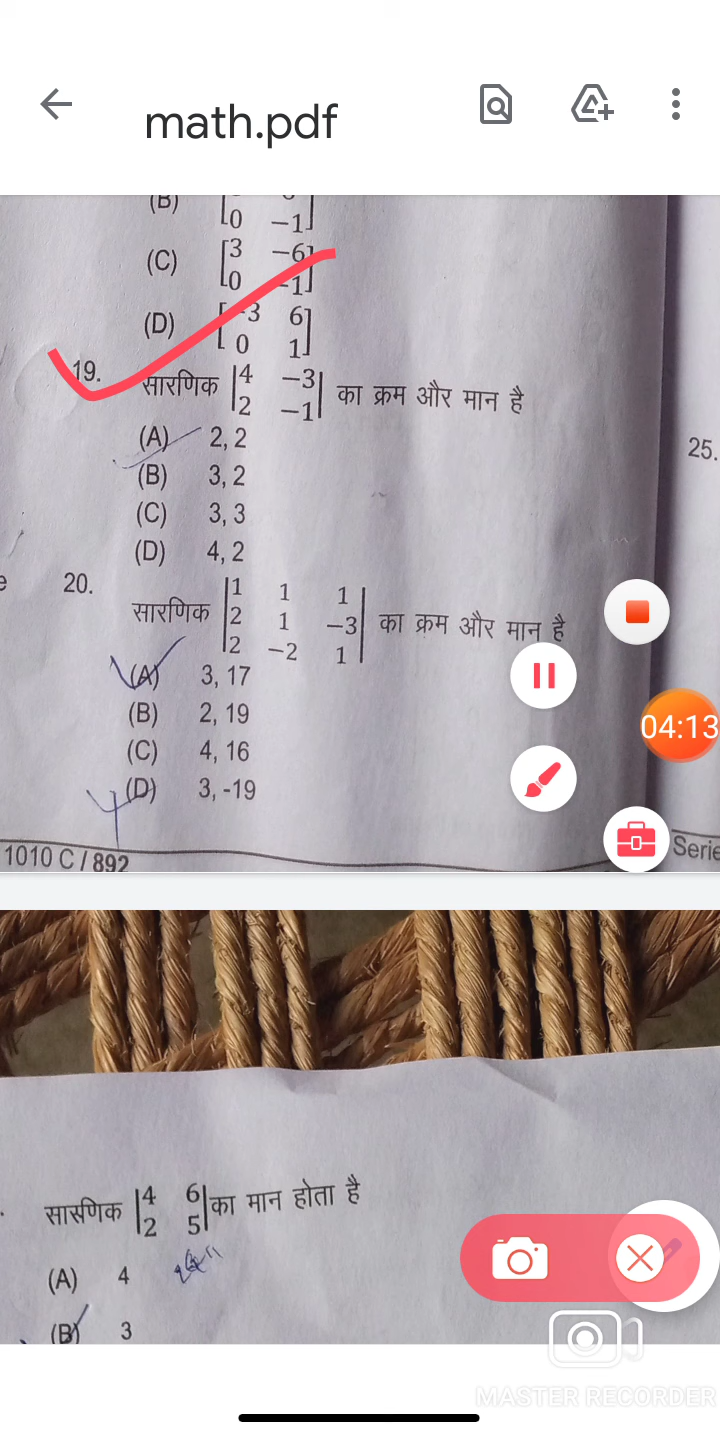 math.pdf
(B) [0 -1]
(C) [3 -6
0 -1]
(D) [-3 6
0 1]
19. सारणिक |4 -3
2 -1| का क्रम और मान है
(A) 2, 2
(B) 3, 2
25.
(C) 3, 3
(D) 4, 2
20. सारणिक |1 1 1
2 1 -3
2 -2 1| का क्रम और मान है
(A) 3, 17
(B) 2, 19
04:13
(C) 4, 16
(D) 3, -19
1010 C / 892
Serie
सारणिक |4 6
2 5| का मान होता है
(A) 4
(B) 3
MASTER RECORDER